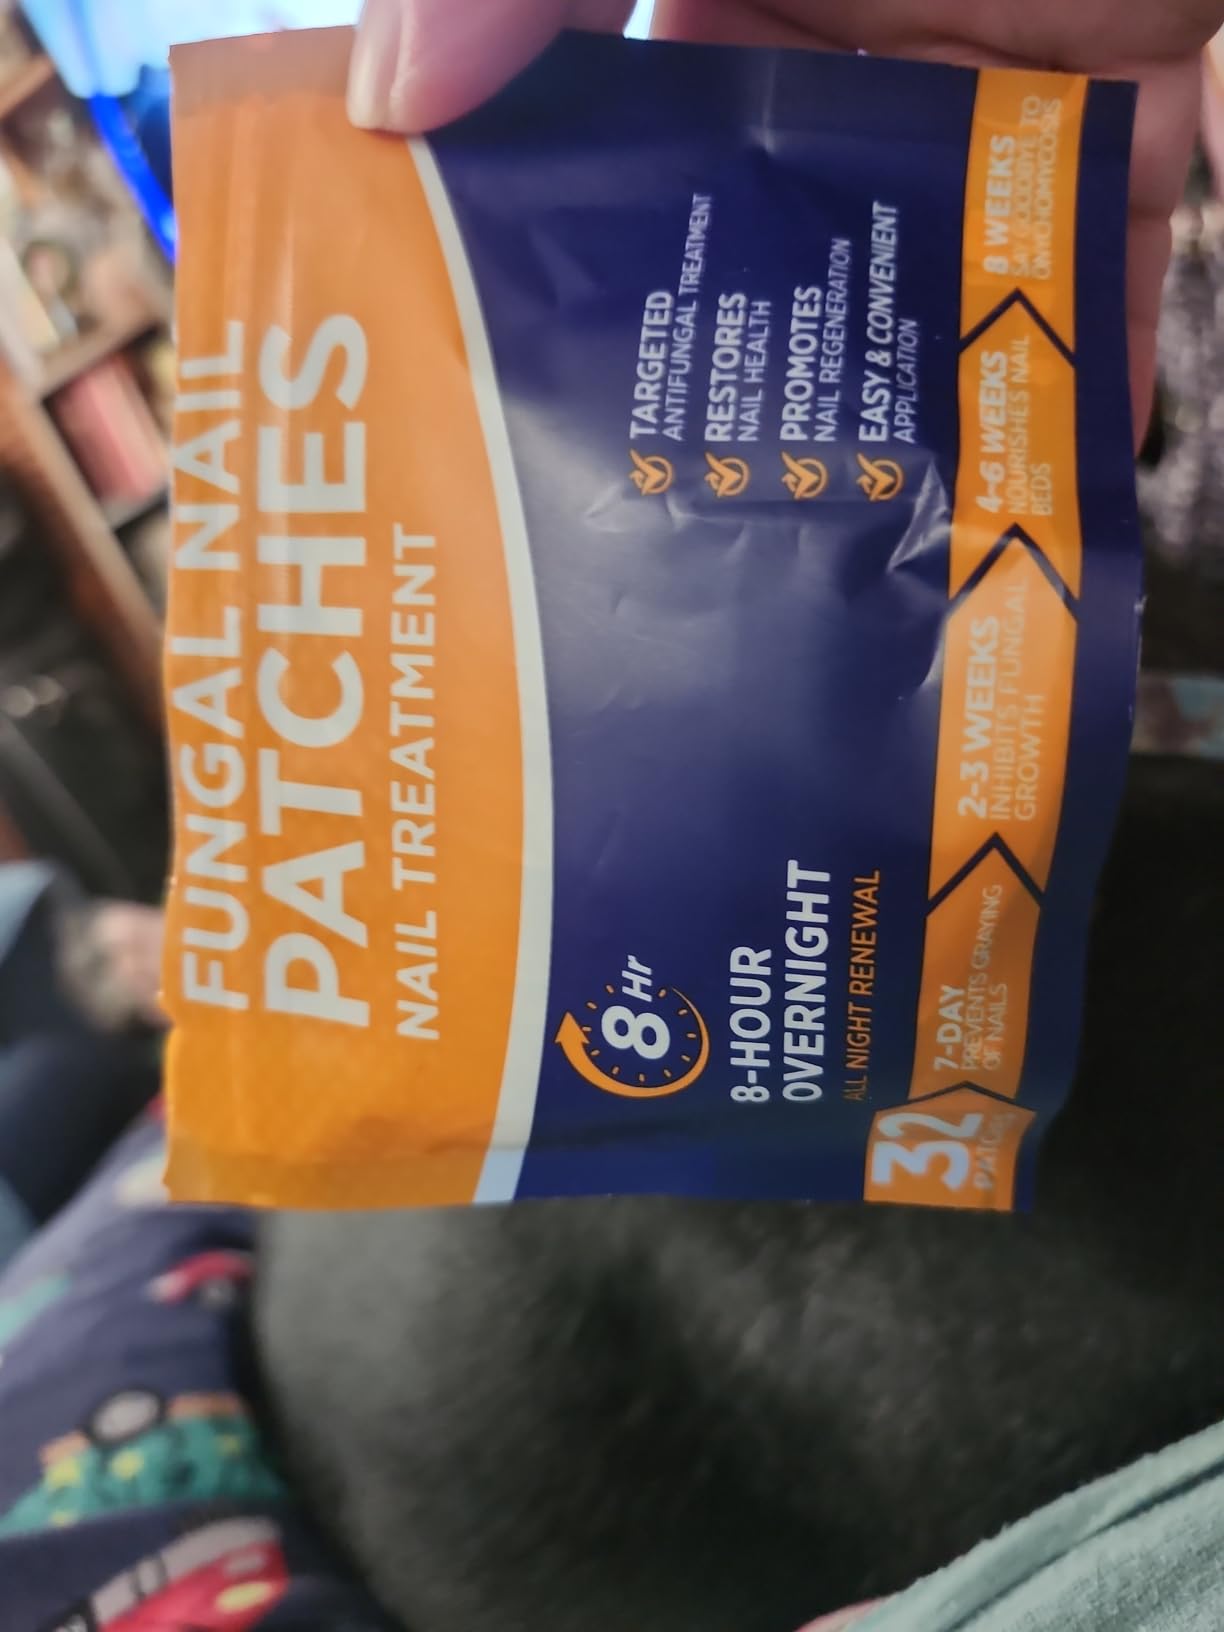 FUNGAL NAIL
PATCHES
NAIL TREATMENT
8 Hr
8-HOUR
OVERNIGHT
ALL NIGHT RENEWAL
TARGETED
ANTIFUNGAL TREATMENT
RESTORES
NAIL HEALTH
PROMOTES
NAIL REGENERATION
EASY & CONVENIENT
APPLICATION
32
PATCHES
7-DAY
PREVENTS GRAYING
OF NAILS
2-3 WEEKS
INHIBITS FUNGAL
GROWTH
4-6 WEEKS
NOURISHES NAIL
BEDS
8 WEEKS
SAY GOODBYE TO
ONYCHOMYCOSIS